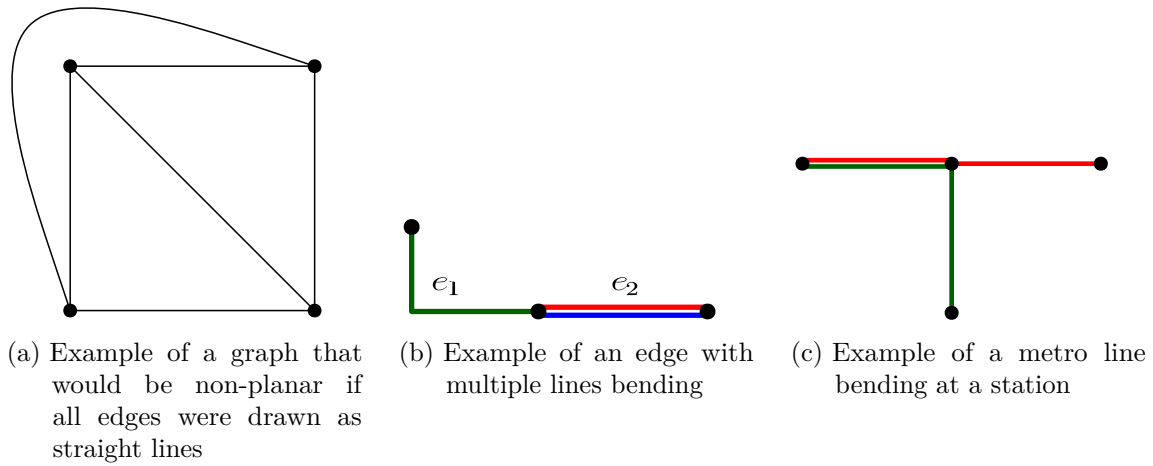 e1
e2
(a) Example of a graph that
would be non-planar if
all edges were drawn as
straight lines
(b) Example of an edge with
multiple lines bending
(c) Example of a metro line
bending at a station